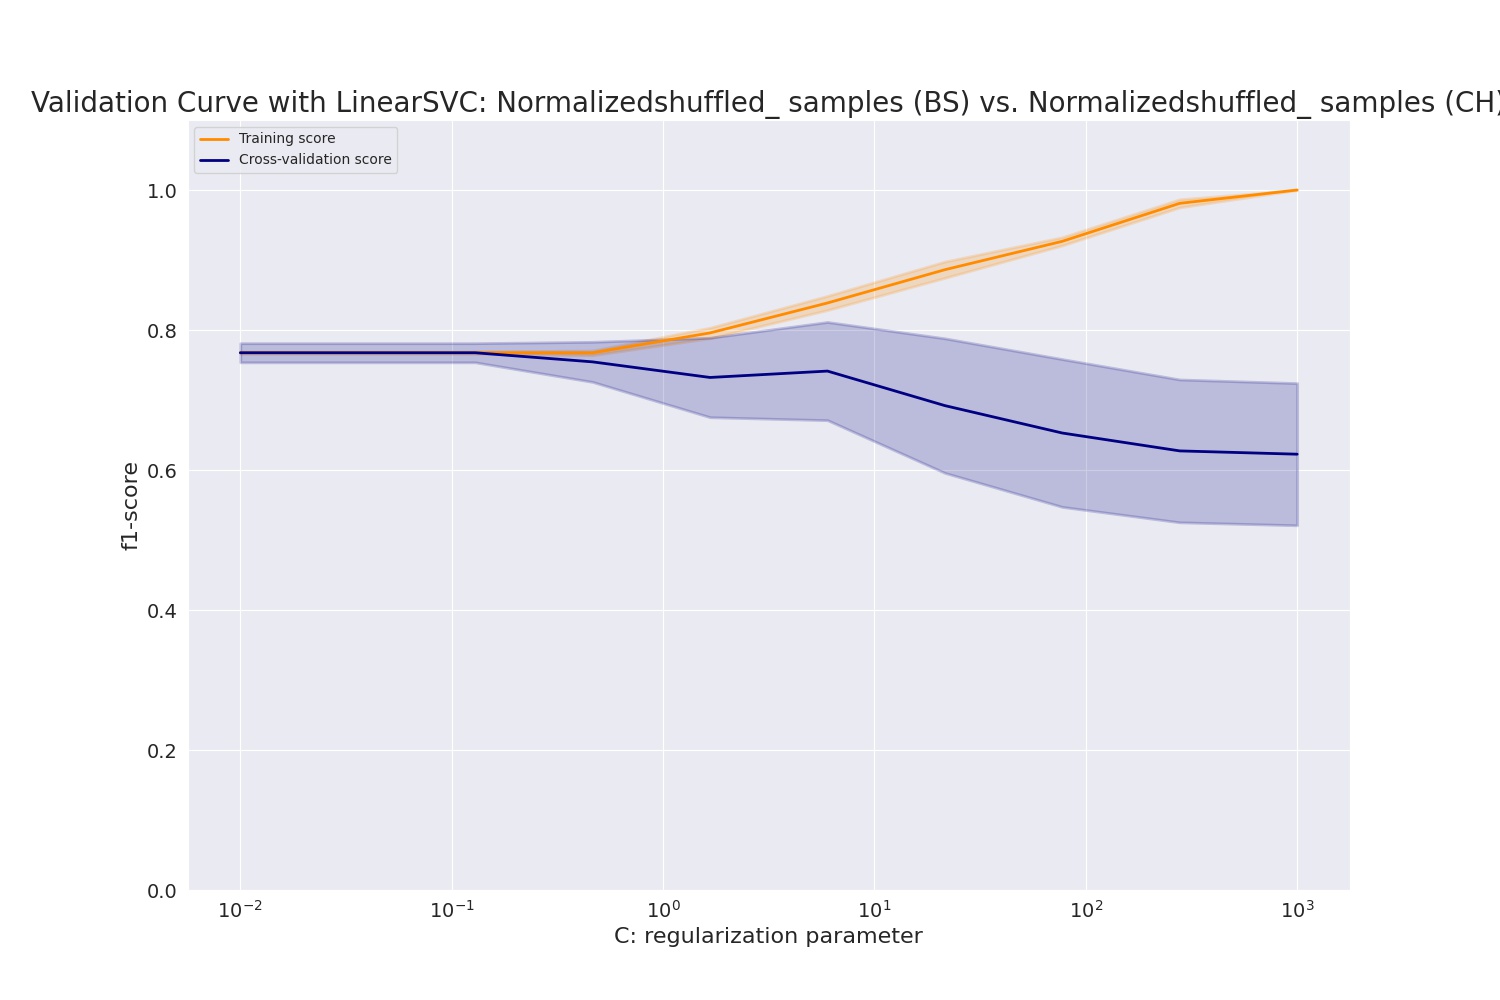 Validation Curve with LinearSVC: Normalizedshuffled_ samples (BS) vs. Normalizedshuffled_ samples (CH)
Training score
Cross-validation score
1.0
0.8
0.6
0.4
0.2
0.0
f1-score
10⁻² 10⁻¹ 10⁰ 10¹ 10² 10³
C: regularization parameter